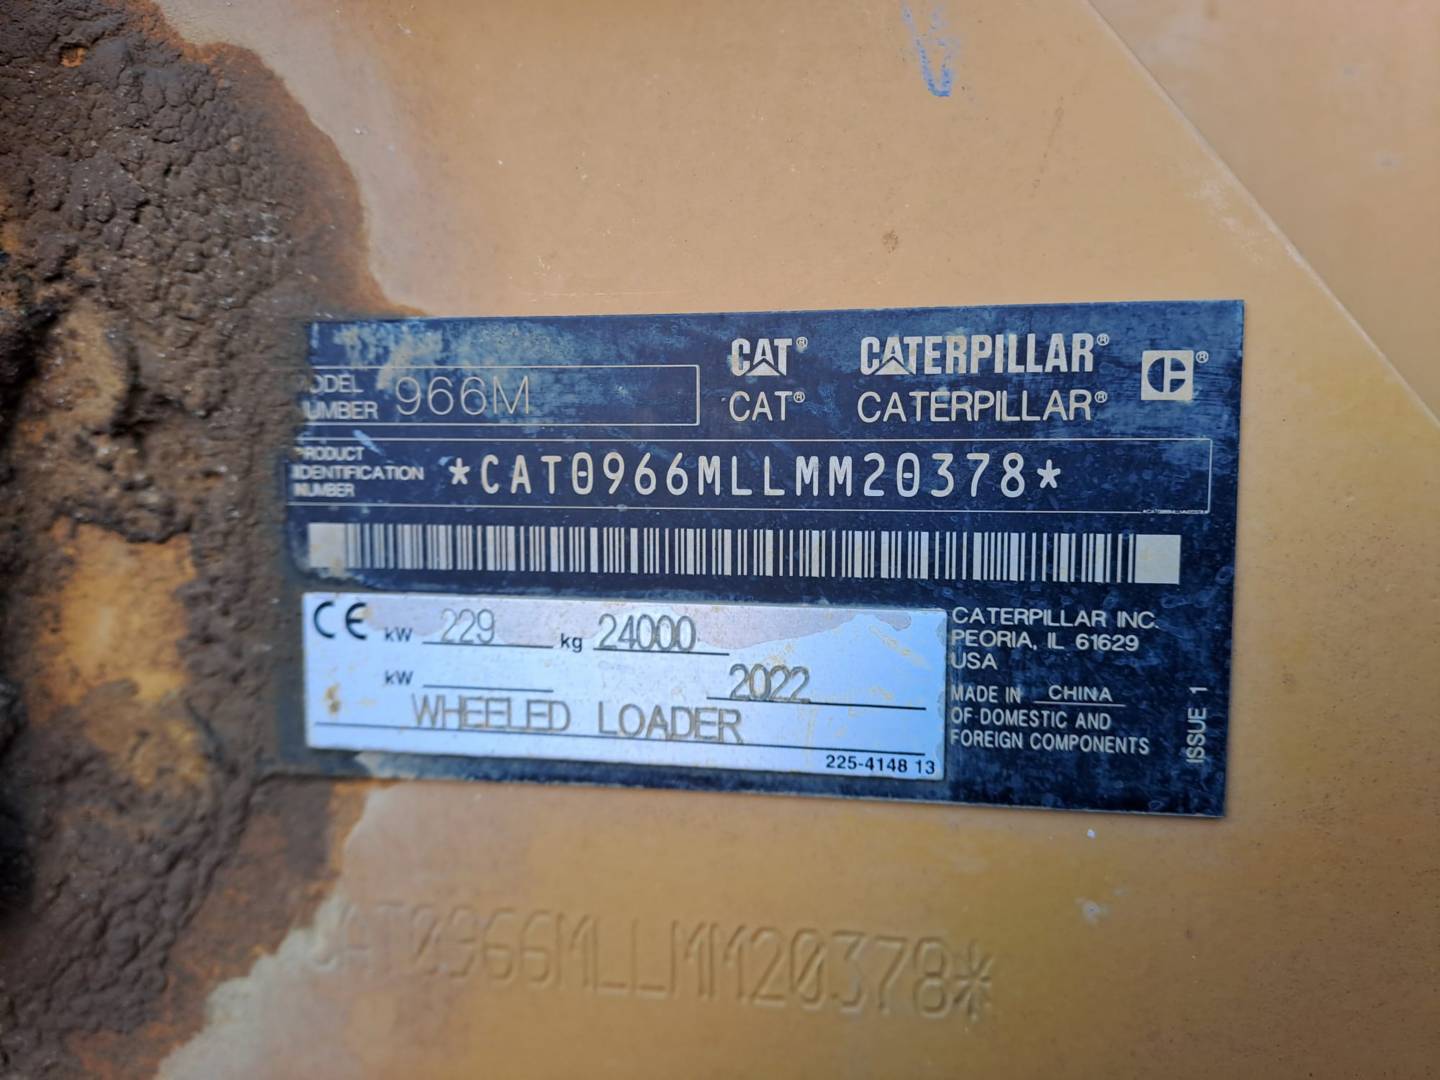 MODEL NUMBER 966M
CAT® CATERPILLAR®
CAT® CATERPILLAR®
PRODUCT IDENTIFICATION NUMBER *CAT0966MLLMM20378*
CE kW 229 kg 24000
kW 2022
WHEELED LOADER
225-4148 13
CATERPILLAR INC.
PEORIA, IL 61629
USA
MADE IN CHINA
OF DOMESTIC AND
FOREIGN COMPONENTS
ISSUE 1
CAT0966MLLMM20378*